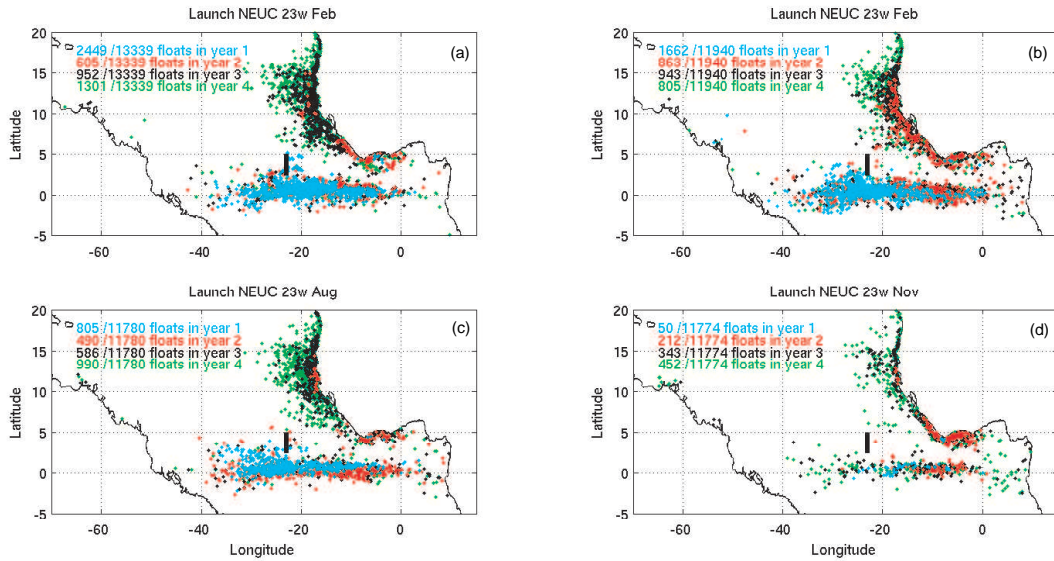 Launch NEUC 23w Feb
(a)
2449 /13339 floats in year 1
605 /13339 floats in year 2
952 /13339 floats in year 3
1301 /13339 floats in year 4
Latitude
20
15
10
5
0
-5
-60
-40
-20
0
Launch NEUC 23w Feb
(b)
1662 /11940 floats in year 1
863 /11940 floats in year 2
943 /11940 floats in year 3
805 /11940 floats in year 4
Latitude
20
15
10
5
0
-5
-60
-40
-20
0
Launch NEUC 23w Aug
(c)
805 /11780 floats in year 1
490 /11780 floats in year 2
586 /11780 floats in year 3
990 /11780 floats in year 4
Latitude
20
15
10
5
0
-5
-60
-40
-20
0
Longitude
Launch NEUC 23w Nov
(d)
50 /11774 floats in year 1
212 /11774 floats in year 2
343 /11774 floats in year 3
452 /11774 floats in year 4
Latitude
20
15
10
5
0
-5
-60
-40
-20
0
Longitude